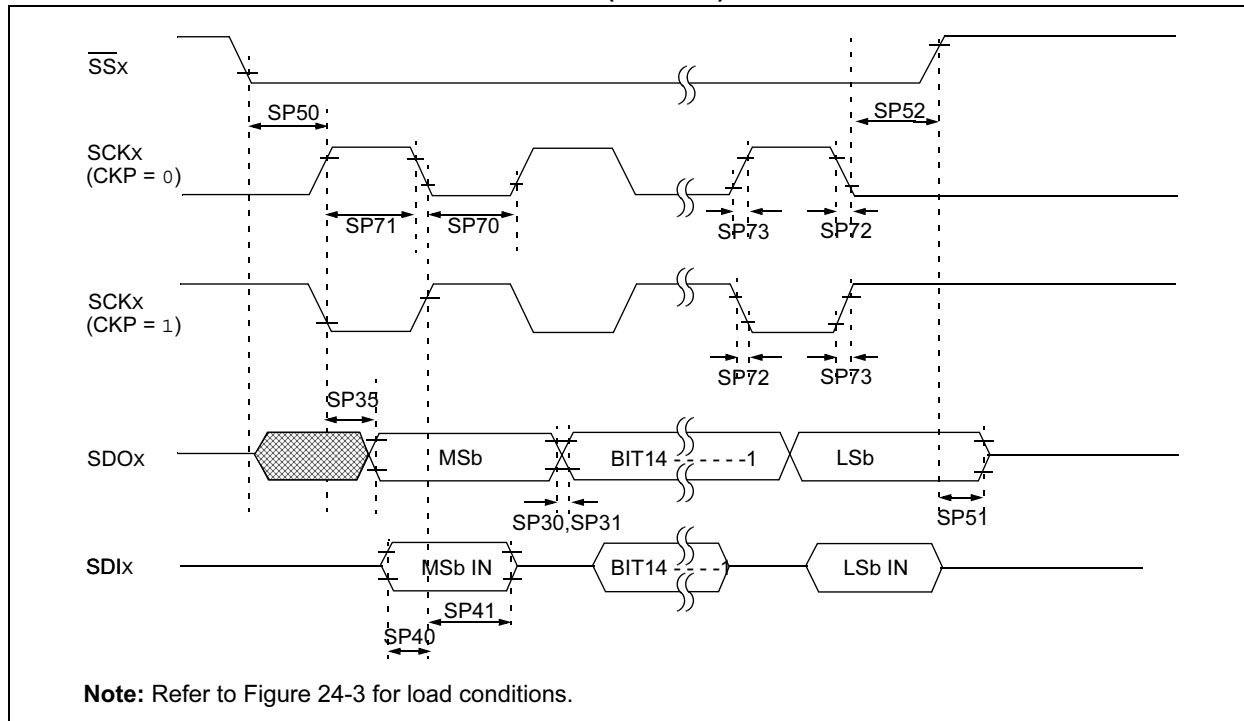 SSx
SP50
SP52
SCKx
(CKP = 0)
SP71
SP70
SP73
SP72
SCKx
(CKP = 1)
SP72
SP73
SP35
SDOx
MSb
BIT14 - - - - - -1
LSb
SP30,SP31
SP51
SDIx
MSb IN
BIT14 - - - - -1
LSb IN
SP41
SP40
Note: Refer to Figure 24-3 for load conditions.